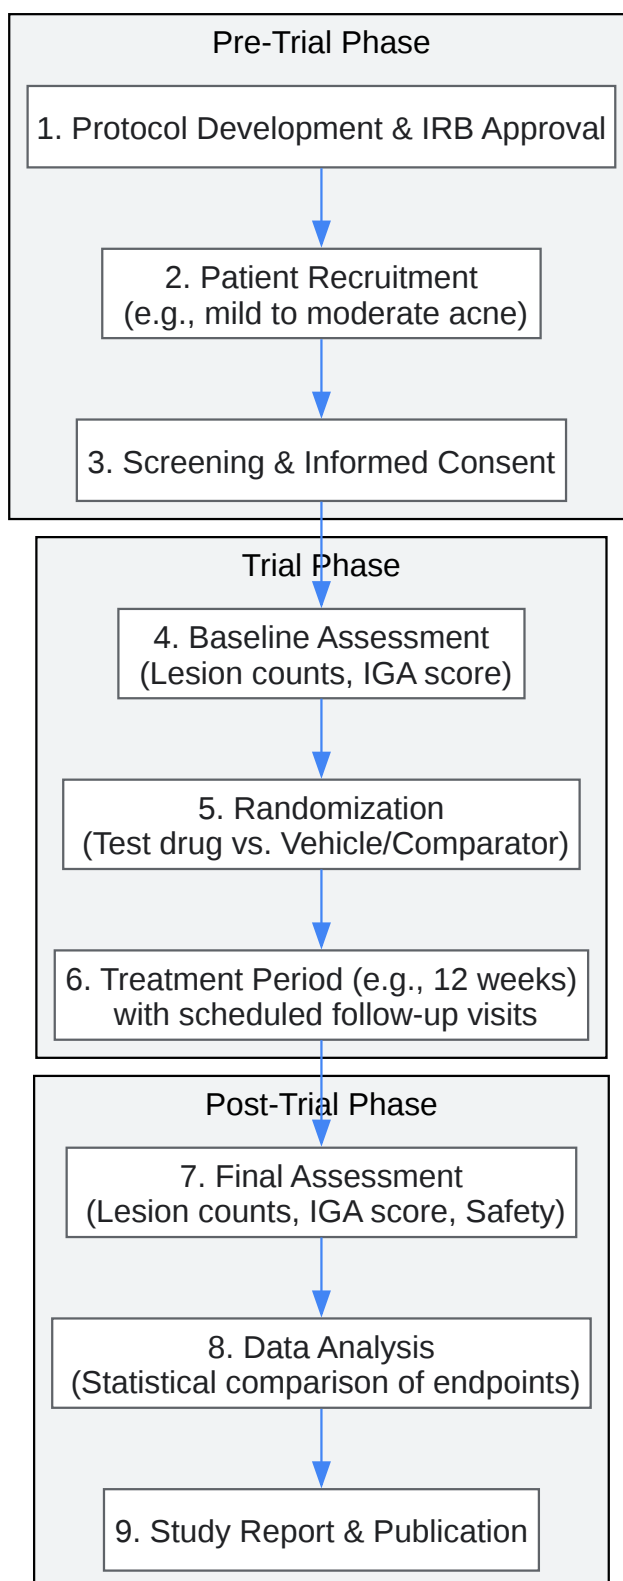 Pre-Trial Phase
1. Protocol Development & IRB Approval
2. Patient Recruitment
(e.g., mild to moderate acne)
3. Screening & Informed Consent
Trial Phase
4. Baseline Assessment
(Lesion counts, IGA score)
5. Randomization
(Test drug vs. Vehicle/Comparator)
6. Treatment Period (e.g., 12 weeks)
with scheduled follow-up visits
Post-Trial Phase
7. Final Assessment
(Lesion counts, IGA score, Safety)
8. Data Analysis
(Statistical comparison of endpoints)
9. Study Report & Publication